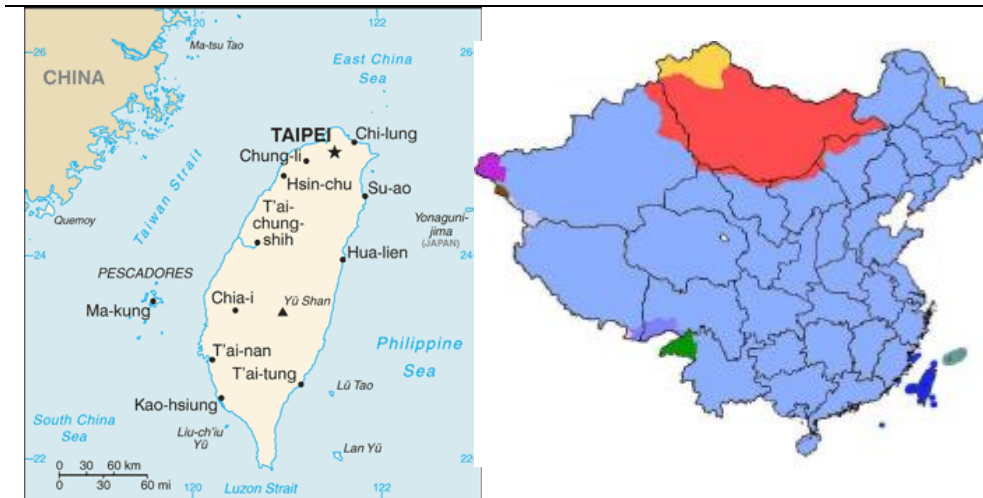 120
122
26
Ma-tsu Tao
26
CHINA
East China
Sea
TAIPEI
Chi-lung
Chung-li
Hsin-chu
Taiwan Strait
Su-ao
T'ai-
chung-
shih
Quemoy
Yonaguni-
jima
(JAPAN)
24
Hua-lien
24
PESCADORES
Chia-i
Yü Shan
Ma-kung
Philippine
Sea
T'ai-nan
T'ai-tung
Lü Tao
Kao-hsiung
South China
Sea
Liu-ch'iu
Yü
Lan Yü
22
22
0 30 60 km
0 30 60 mi
120
Luzon Strait
122